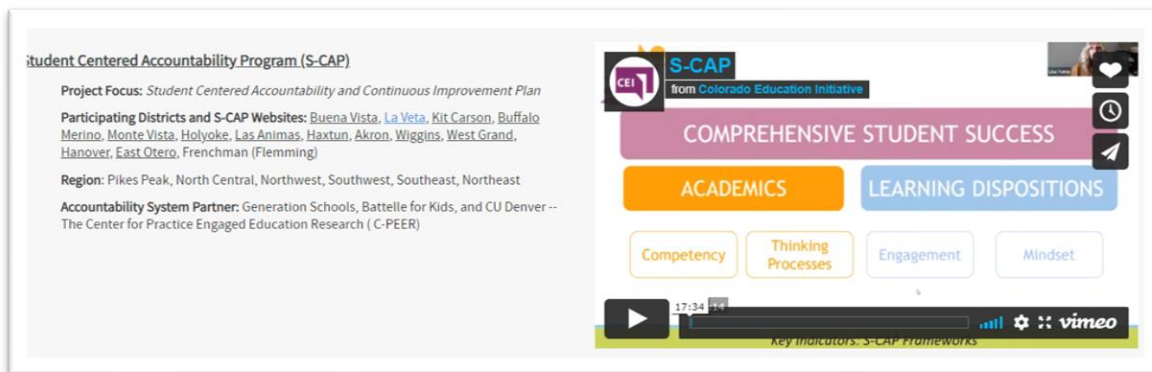 Student Centered Accountability Program (S-CAP)
Project Focus: Student Centered Accountability and Continuous Improvement Plan
Participating Districts and S-CAP Websites: Buena Vista, La Veta, Kit Carson, Buffalo
Merino, Monte Vista, Holyoke, Las Animas, Haxtun, Akron, Wiggins, West Grand,
Hanover, East Otero, Frenchman (Flemming)
Region: Pikes Peak, North Central, Northwest, Southwest, Southeast, Northeast
Accountability System Partner: Generation Schools, Battelle for Kids, and CU Denver --
The Center for Practice Engaged Education Research ( C-PEER)
CEI
S-CAP
from Colorado Education Initiative
COMPREHENSIVE STUDENT SUCCESS
ACADEMICS
LEARNING DISPOSITIONS
Competency
Thinking
Processes
Engagement
Mindset
17:34
vimeo
Key Indicators: S-CAP Frameworks